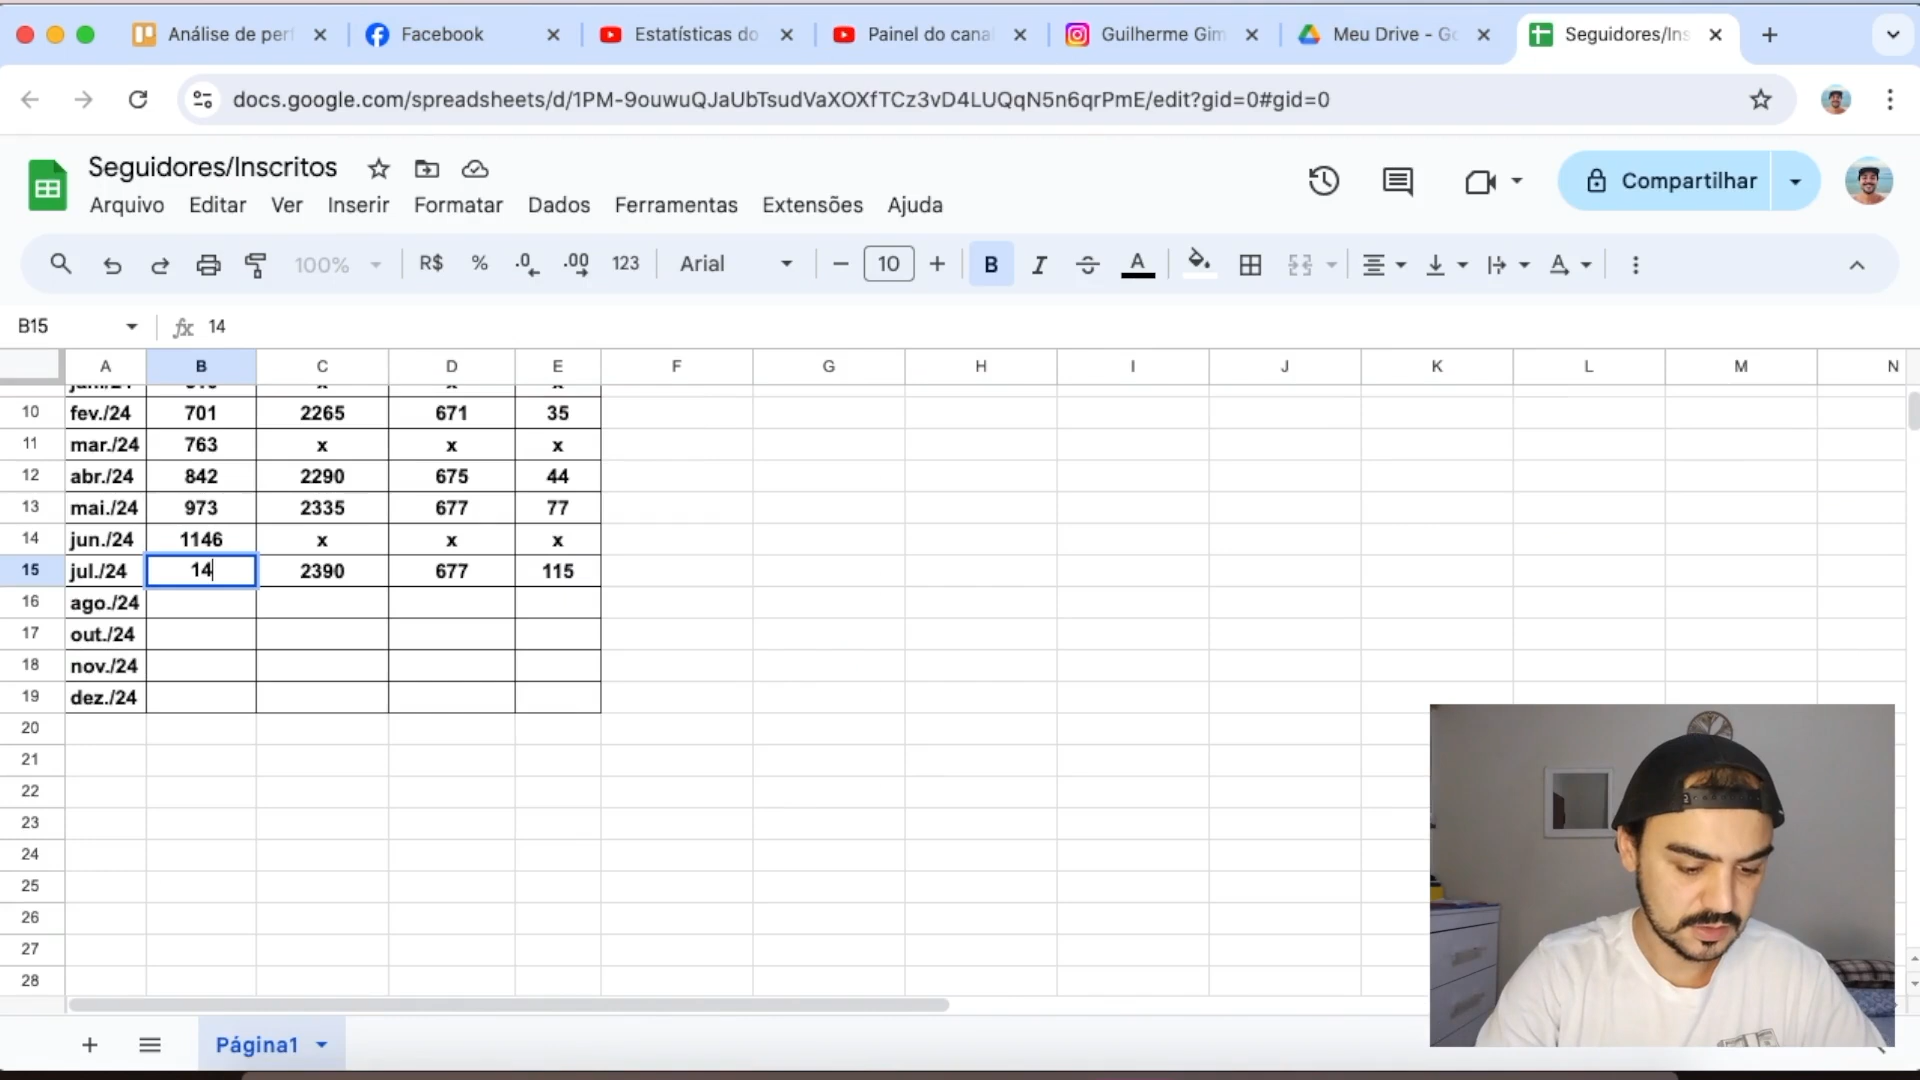 Análise de per
Facebook
Estatísticas do
Painel do cana
Guilherme Gim
Meu Drive - Go
Seguidores/Ins
docs.google.com/spreadsheets/d/1PM-9ouwuQJaUbTsudVaXOXfTCz3vD4LUQqN5n6qrPmE/edit?gid=0#gid=0
Seguidores/Inscritos
Compartilhar
Arquivo Editar Ver Inserir Formatar Dados Ferramentas Extensões Ajuda
100% R$ % .0 .00 123 Arial 10 B I A
B15 fx 14
A B C D E F G H I J K L M N
10 fev./24 701 2265 671 35
11 mar./24 763 x x x
12 abr./24 842 2290 675 44
13 mai./24 973 2335 677 77
14 jun./24 1146 x x x
15 jul./24 14 2390 677 115
16 ago./24
17 out./24
18 nov./24
19 dez./24
20
21
22
23
24
25
26
27
28
Página1